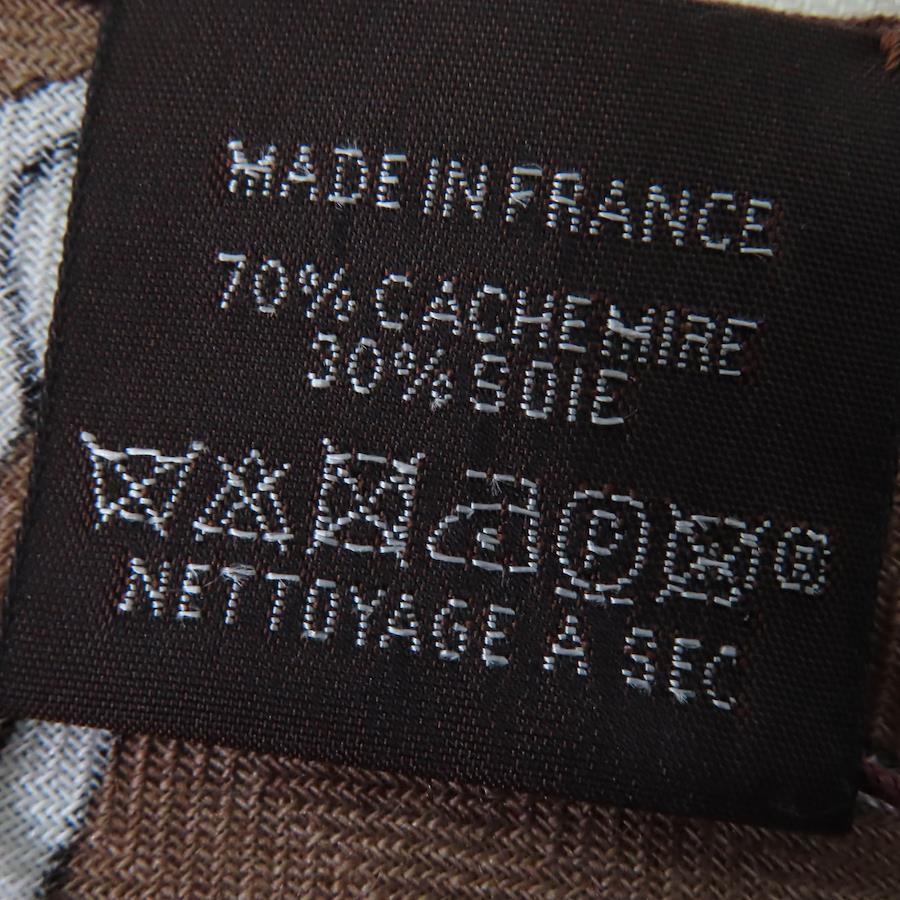 MADE IN FRANCE
70% CACHEMIRE
30% SOIE
P
NETTOYAGE A SEC